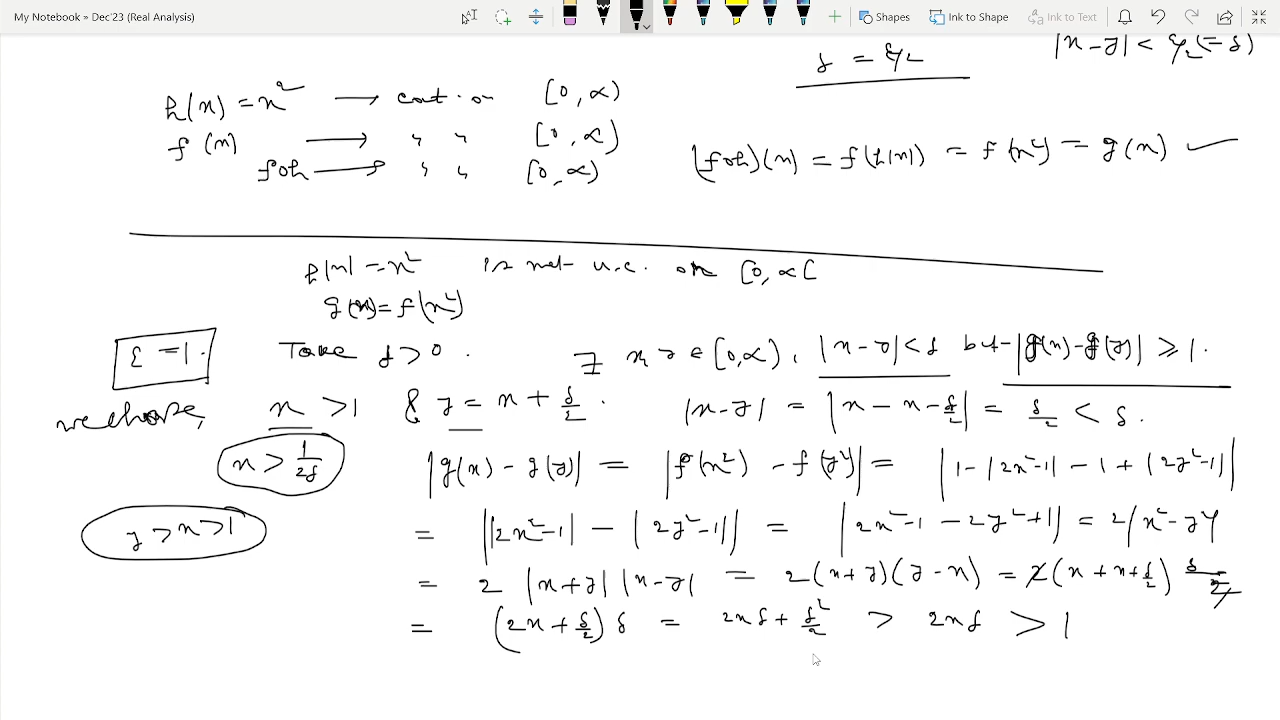 My Notebook » Dec'23 (Real Analysis)
Shapes Ink to Shape Ink to Text
δ = ε/2 |x-y| < ε/2 (= δ)
h(x) = x² → cont. on [0, ∝)
f(x) → " " [0, ∝)
foh → " " [0, ∝)
(foh)(x) = f(h(x)) = f(x²) = g(x) ✓
h(x) = x² is not u.c. on [0, ∝[
g(x) = f(x²)
ε = 1. Take δ > 0. ∃ x, y ∈ [0, ∝), |x-y| < δ but |g(x)-g(y)| ≥ 1.
we choose, x > 1 & y = x + δ/2. |x-y| = |x - x - δ/2| = δ/2 < δ.
x > 1/2δ |g(x) - g(y)| = |f(x²) - f(y²)| = |1 - |2x²-1| - 1 + |2y²-1||
y > x > 1 = ||2x²-1| - |2y²-1|| = |2x²-1 - 2y²+1| = 2|x²-y²|
= 2 |x+y| |x-y| = 2(x+y)(y-x) = 2(x + x + δ/2) δ/2
= (2x + δ/2) δ = 2xδ + δ²/2 > 2xδ > 1